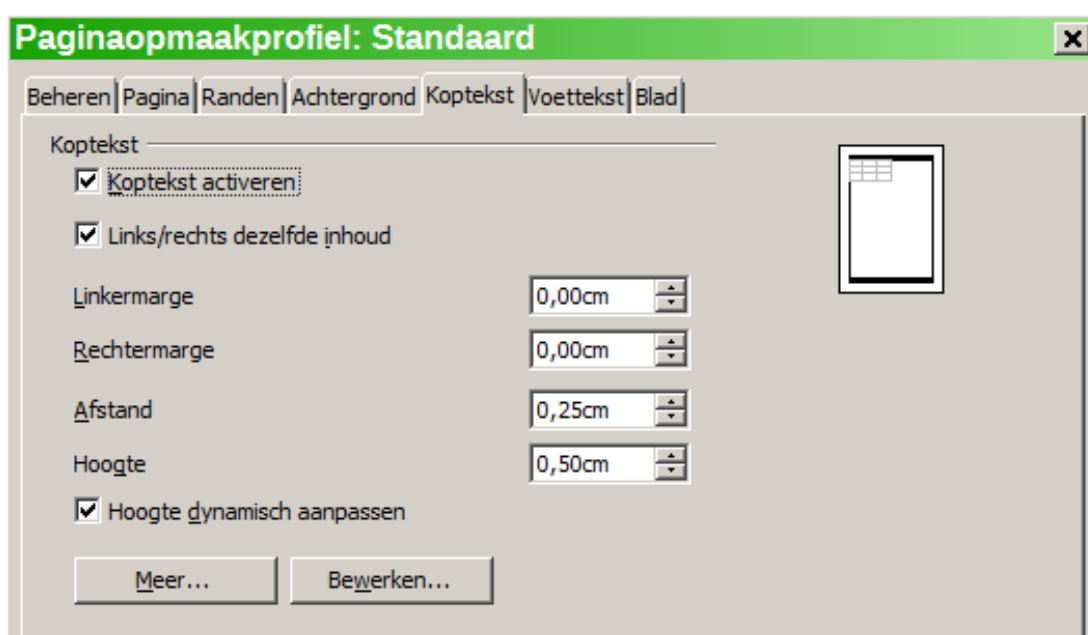 Paginaopmaakprofiel: Standaard
Beheren Pagina Randen Achtergrond Koptekst Voettekst Blad
Koptekst
Koptekst activeren
Links/rechts dezelfde inhoud
Linkermarge 0,00cm
Rechtermarge 0,00cm
Afstand 0,25cm
Hoogte 0,50cm
Hoogte dynamisch aanpassen
Meer... Bewerken...